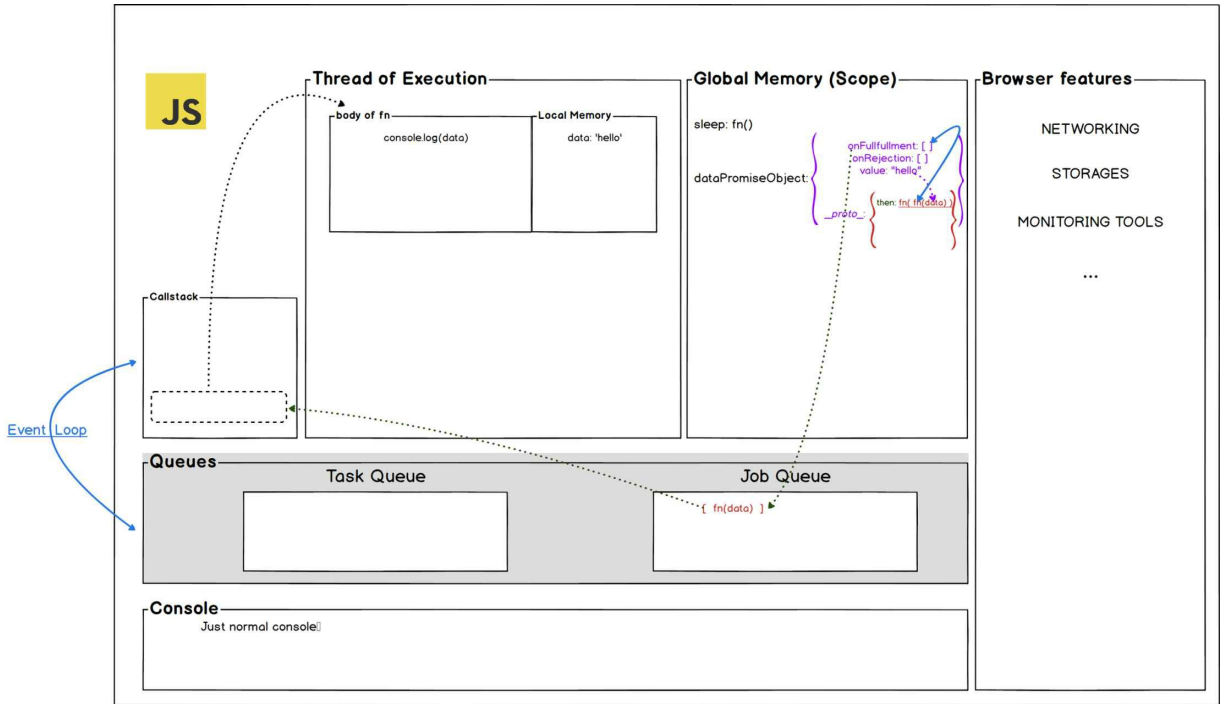 JS
Thread of Execution
body of fn
console.log(data)
Local Memory
data: 'hello'
Global Memory (Scope)
sleep: fn()
dataPromiseObject:
onFullfullment: [ ]
onRejection: [ ]
value: "hello"
_proto_:
then: fn( fn(data) )
Browser features
NETWORKING
STORAGES
MONITORING TOOLS
...
Callstack
Event Loop
Queues
Task Queue
Job Queue
[ fn(data) ]
Console
Just normal console